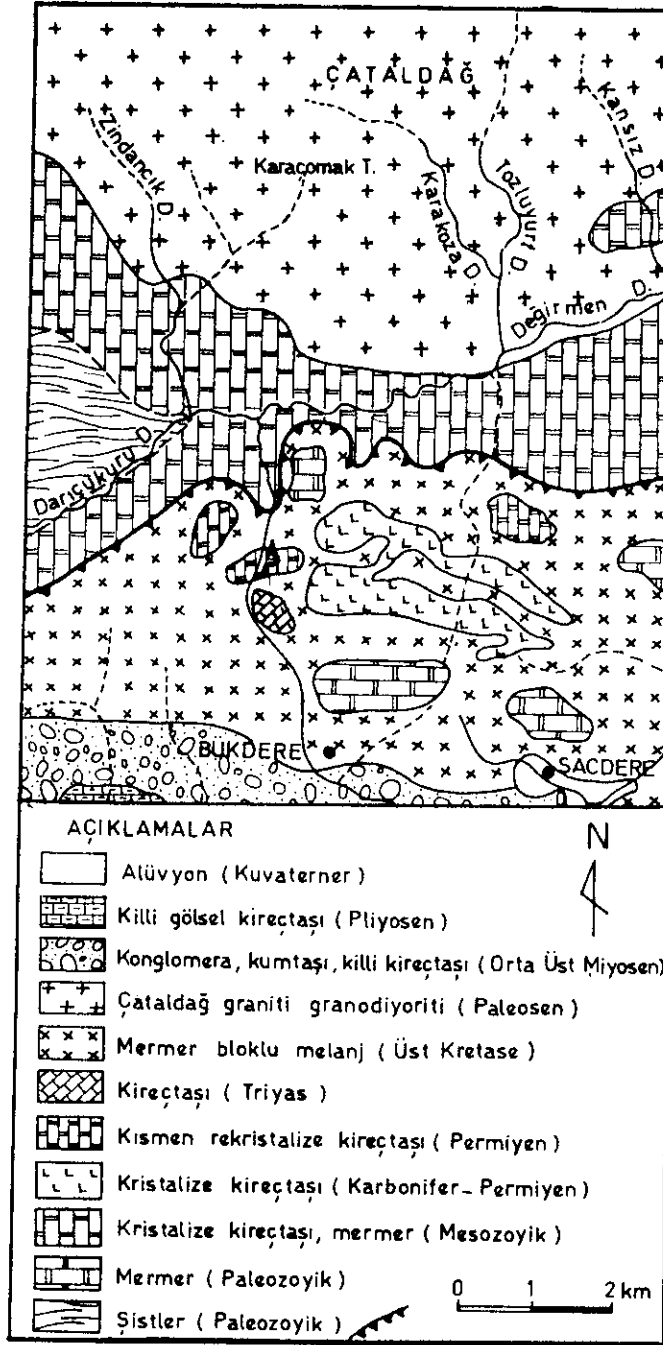 ÇATALDAĞ
Zindancık D.
Karaçomak T.
Karakoza D.
Tozluyurt D.
Kansız D.
Değirmen D.
Darıçukuru D.
BUKDERE
SAÇDERE
AÇIKLAMALAR
N
Alüvyon (Kuvaterner)
Killi gölsel kireçtaşı (Pliyosen)
Konglomera, kumtaşı, killi kireçtaşı (Orta Üst Miyosen)
Çataldağ graniti granodiyoriti (Paleosen)
Mermer bloklu melanj (Üst Kretase)
Kireçtaşı (Triyas)
Kısmen rekristalize kireçtaşı (Permiyen)
Kristalize kireçtaşı (Karbonifer-Permiyen)
Kristalize kireçtaşı, mermer (Mesozoyik)
Mermer (Paleozoyik)
Şistler (Paleozoyik)
0 1 2 km